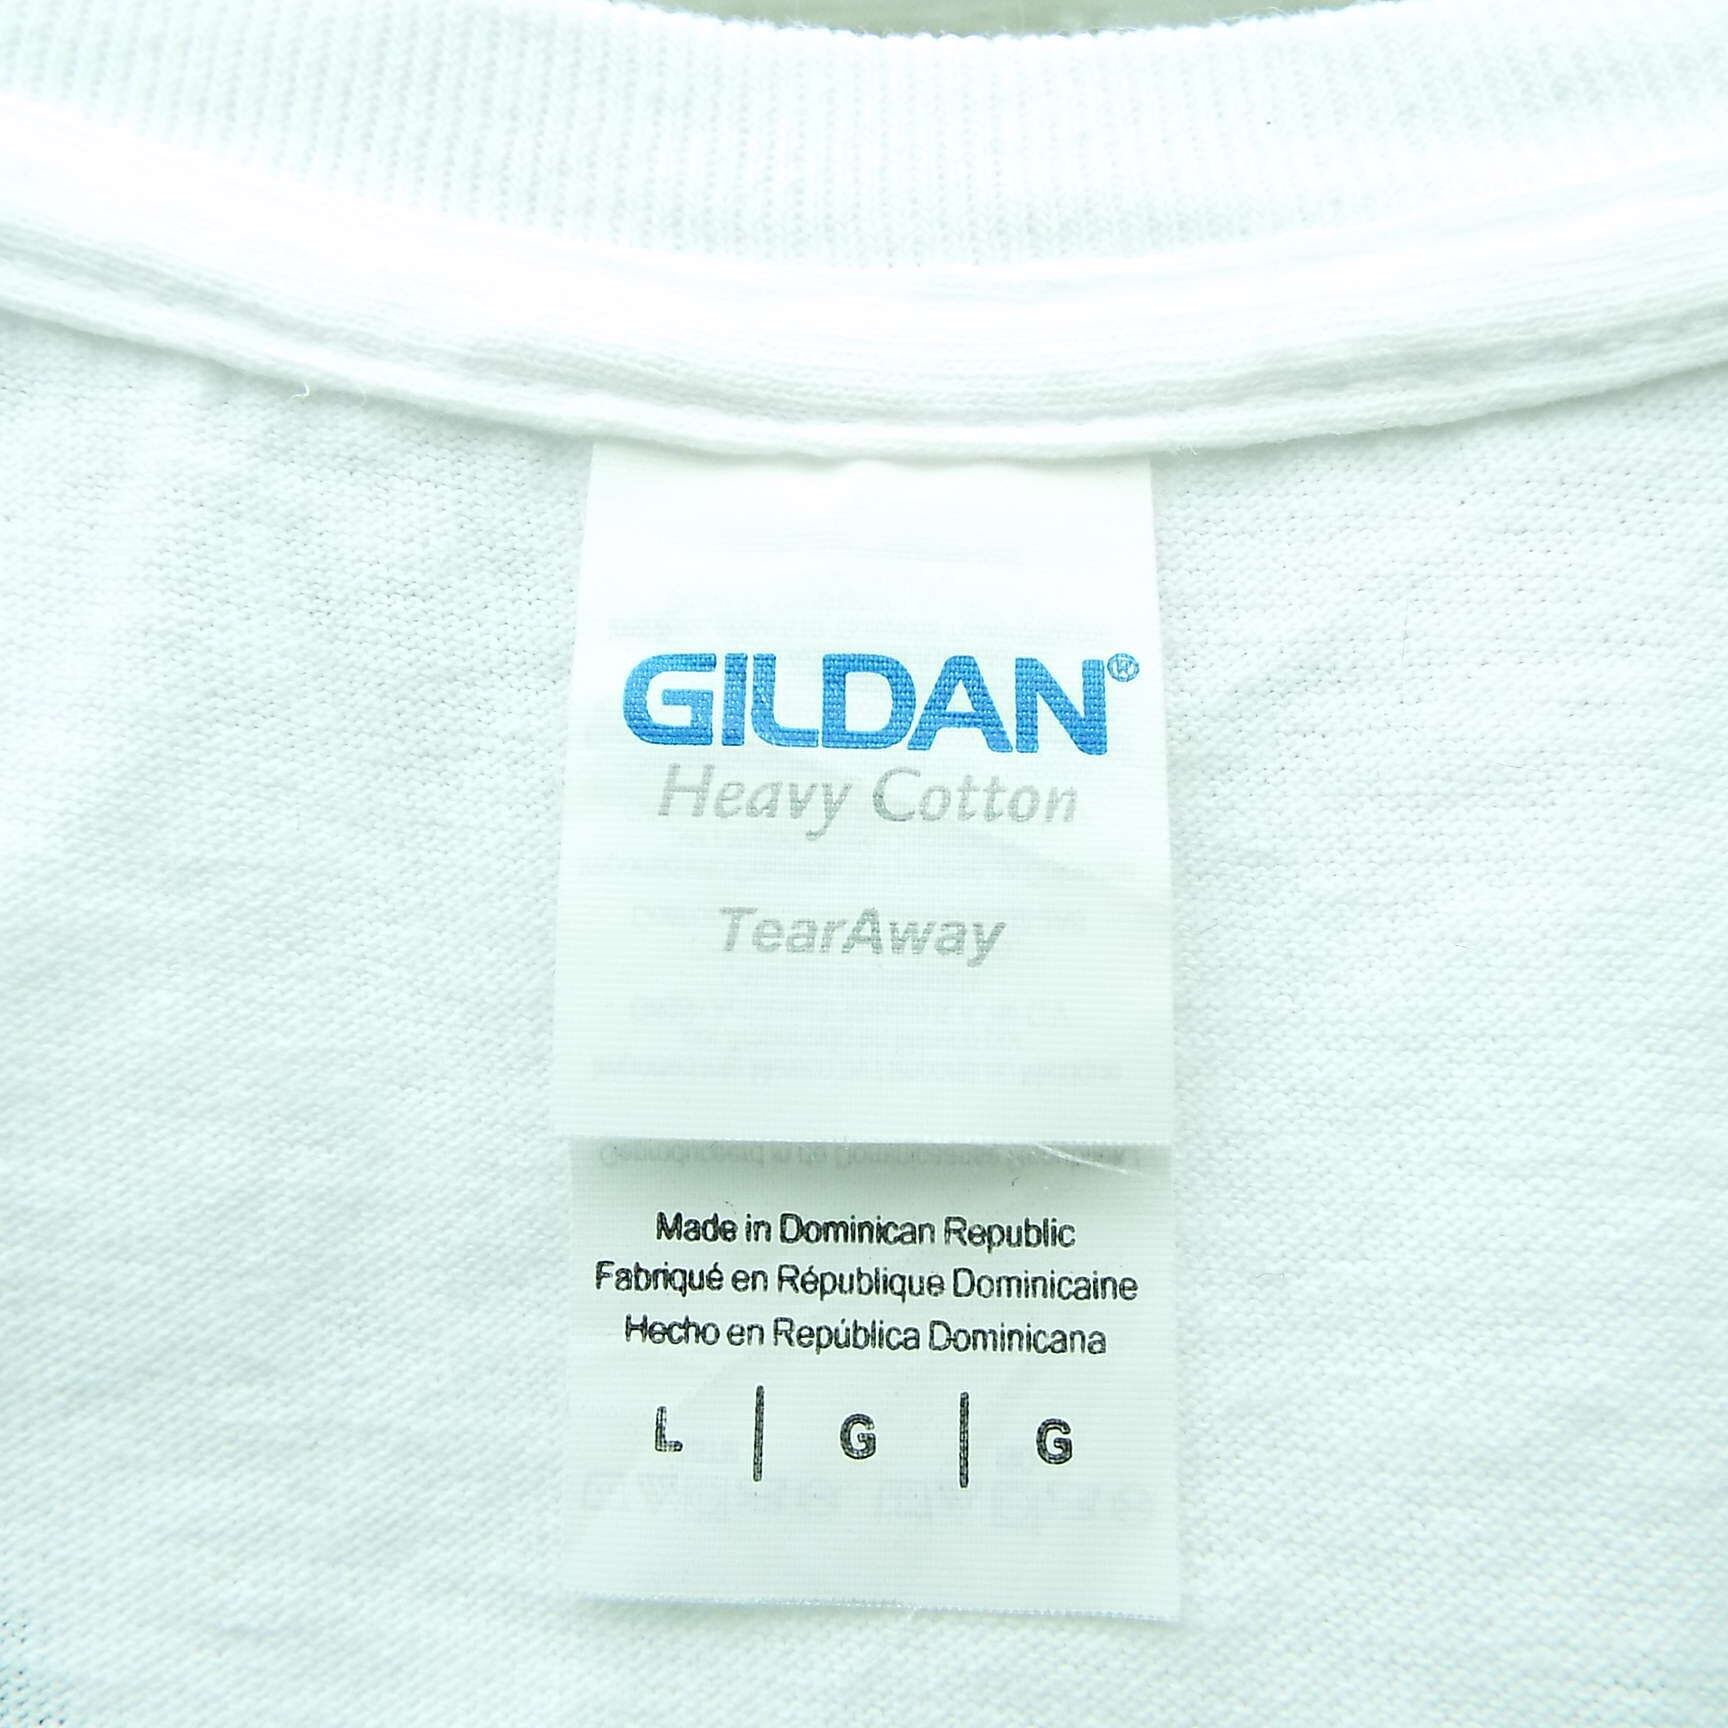 GILDAN®
Heavy Cotton
TearAway
Made in Dominican Republic
Fabriqué en République Dominicaine
Hecho en República Dominicana
L | G | G